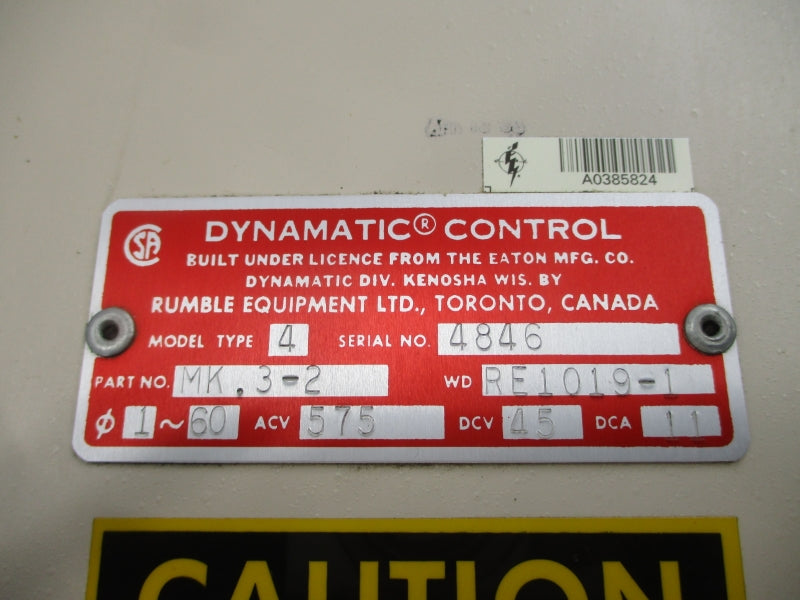 A0385824
CSA
DYNAMATIC® CONTROL
BUILT UNDER LICENCE FROM THE EATON MFG. CO.
DYNAMATIC DIV. KENOSHA WIS. BY
RUMBLE EQUIPMENT LTD., TORONTO, CANADA
MODEL TYPE 4 SERIAL NO. 4846
PART NO. MK.3-2 WD RE1019-1
ϕ 1 ~ 60 ACV 575 DCV 45 DCA 11
CAUTION